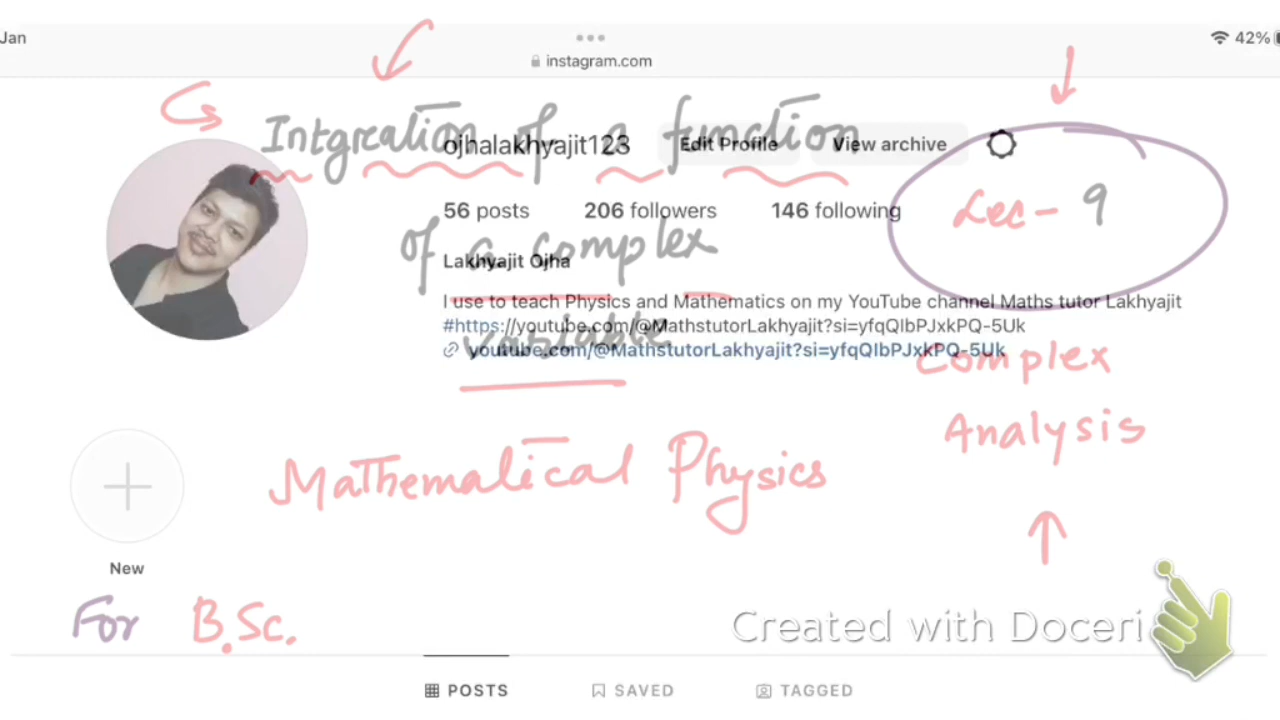 Jan
instagram.com
42%
Intgreation of a function
ojhalakhyajit123 Edit Profile View archive
56 posts 206 followers 146 following
Lec - 9
of a complex
Lakhyajit Ojha
I use to teach Physics and Mathematics on my YouTube channel Maths tutor Lakhyajit
#https://youtube.com/@MathstutorLakhyajit?si=yfqQIbPJxkPQ-5Uk
variable
youtube.com/@MathstutorLakhyajit?si=yfqQIbPJxkPQ-5Uk
Complex
Analysis
Mathematical Physics
New
For B.Sc.
Created with Doceri
POSTS SAVED TAGGED